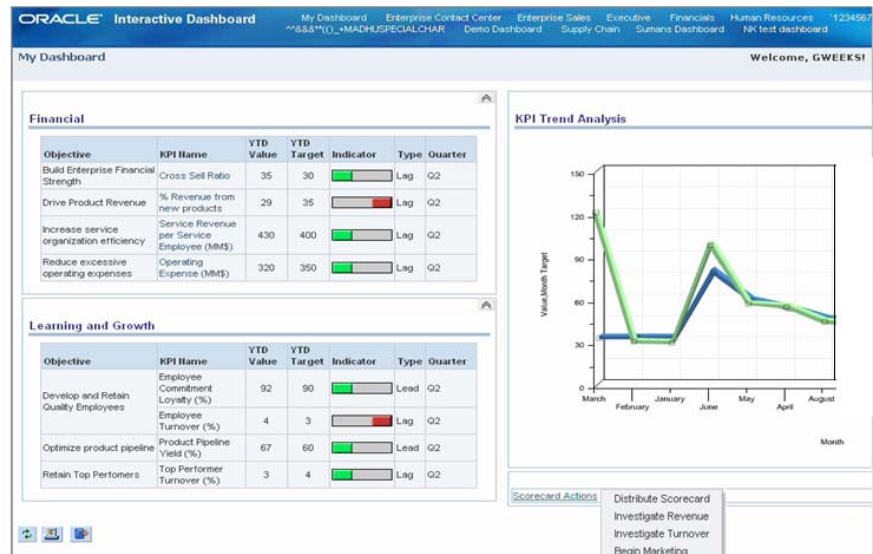 ORACLE Interactive Dashboard
My Dashboard Enterprise Contact Center Enterprise Sales Executive Financials Human Resources `1234567
^^&&&**(()_+MADHUSPECIALCHAR Demo Dashboard Supply Chain Sumans Dashboard NK test dashboard
My Dashboard
Welcome, GWEEKS!
Financial
Objective KPI Name YTD Value YTD Target Indicator Type Quarter
Build Enterprise Financial Strength Cross Sell Ratio 35 30 Lag Q2
Drive Product Revenue % Revenue from new products 29 35 Lag Q2
Increase service organization efficiency Service Revenue per Service Employee (MM$) 430 400 Lag Q2
Reduce excessive operating expenses Operating Expense (MM$) 320 350 Lag Q2
Learning and Growth
Objective KPI Name YTD Value YTD Target Indicator Type Quarter
Develop and Retain Quality Employees Employee Commitment Loyalty (%) 92 90 Lead Q2
Employee Turnover (%) 4 3 Lag Q2
Optimize product pipeline Product Pipeline Yield (%) 67 60 Lead Q2
Retain Top Perfomers Top Performer Turnover (%) 3 4 Lag Q2
KPI Trend Analysis
150
120
90
60
30
0
Value,Month Target
March February January June May April August
Month
Scorecard Actions
Distribute Scorecard
Investigate Revenue
Investigate Turnover
Begin Marketing